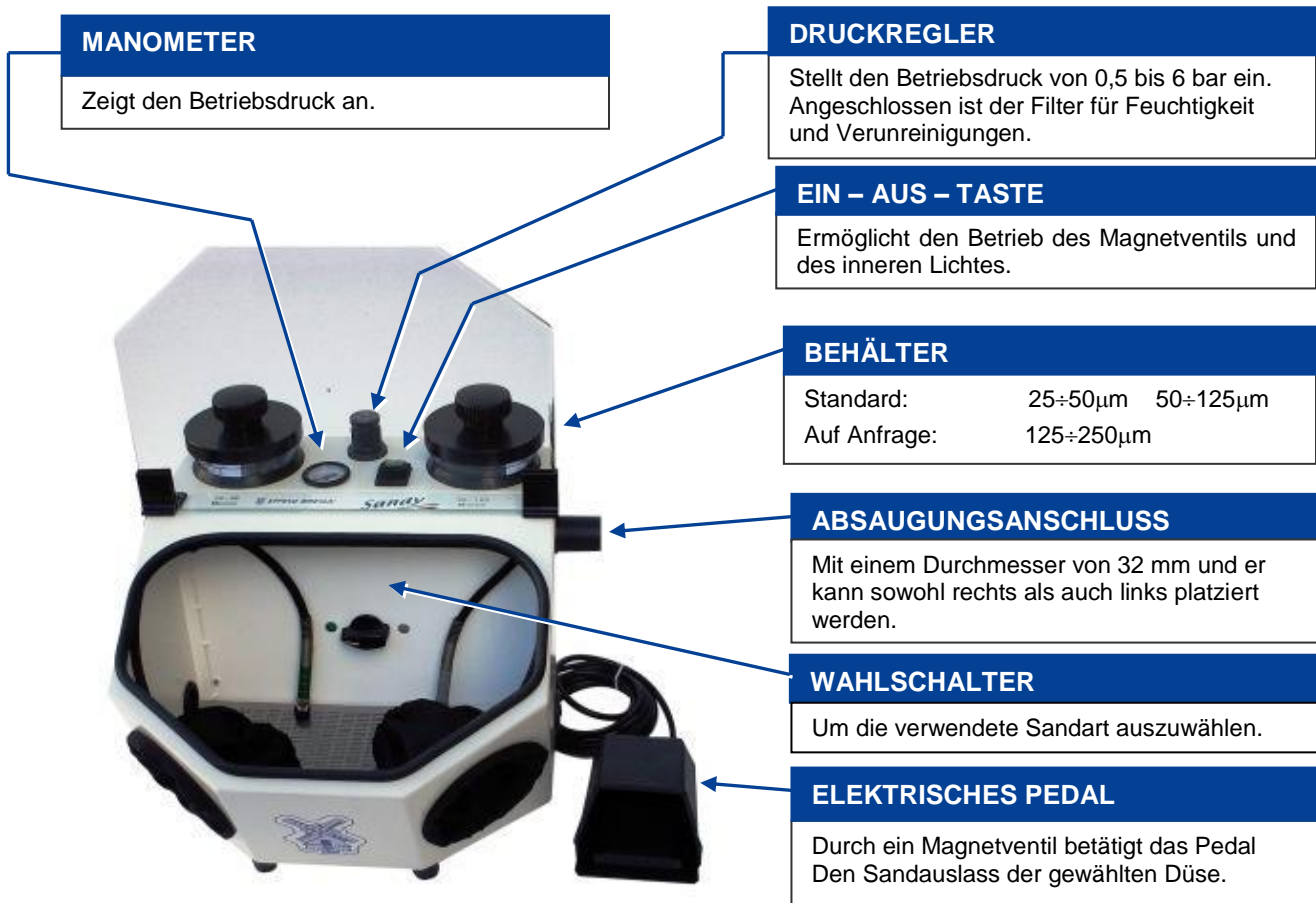 MANOMETER
Zeigt den Betriebsdruck an.
DRUCKREGLER
Stellt den Betriebsdruck von 0,5 bis 6 bar ein.
Angeschlossen ist der Filter für Feuchtigkeit
und Verunreinigungen.
EIN – AUS – TASTE
Ermöglicht den Betrieb des Magnetventils und
des inneren Lichtes.
BEHÄLTER
Standard: 25÷50µm 50÷125µm
Auf Anfrage: 125÷250µm
ABSAUGUNGSANSCHLUSS
Mit einem Durchmesser von 32 mm und er
kann sowohl rechts als auch links platziert
werden.
WAHLSCHALTER
Um die verwendete Sandart auszuwählen.
ELEKTRISCHES PEDAL
Durch ein Magnetventil betätigt das Pedal
Den Sandauslass der gewählten Düse.
Sandy